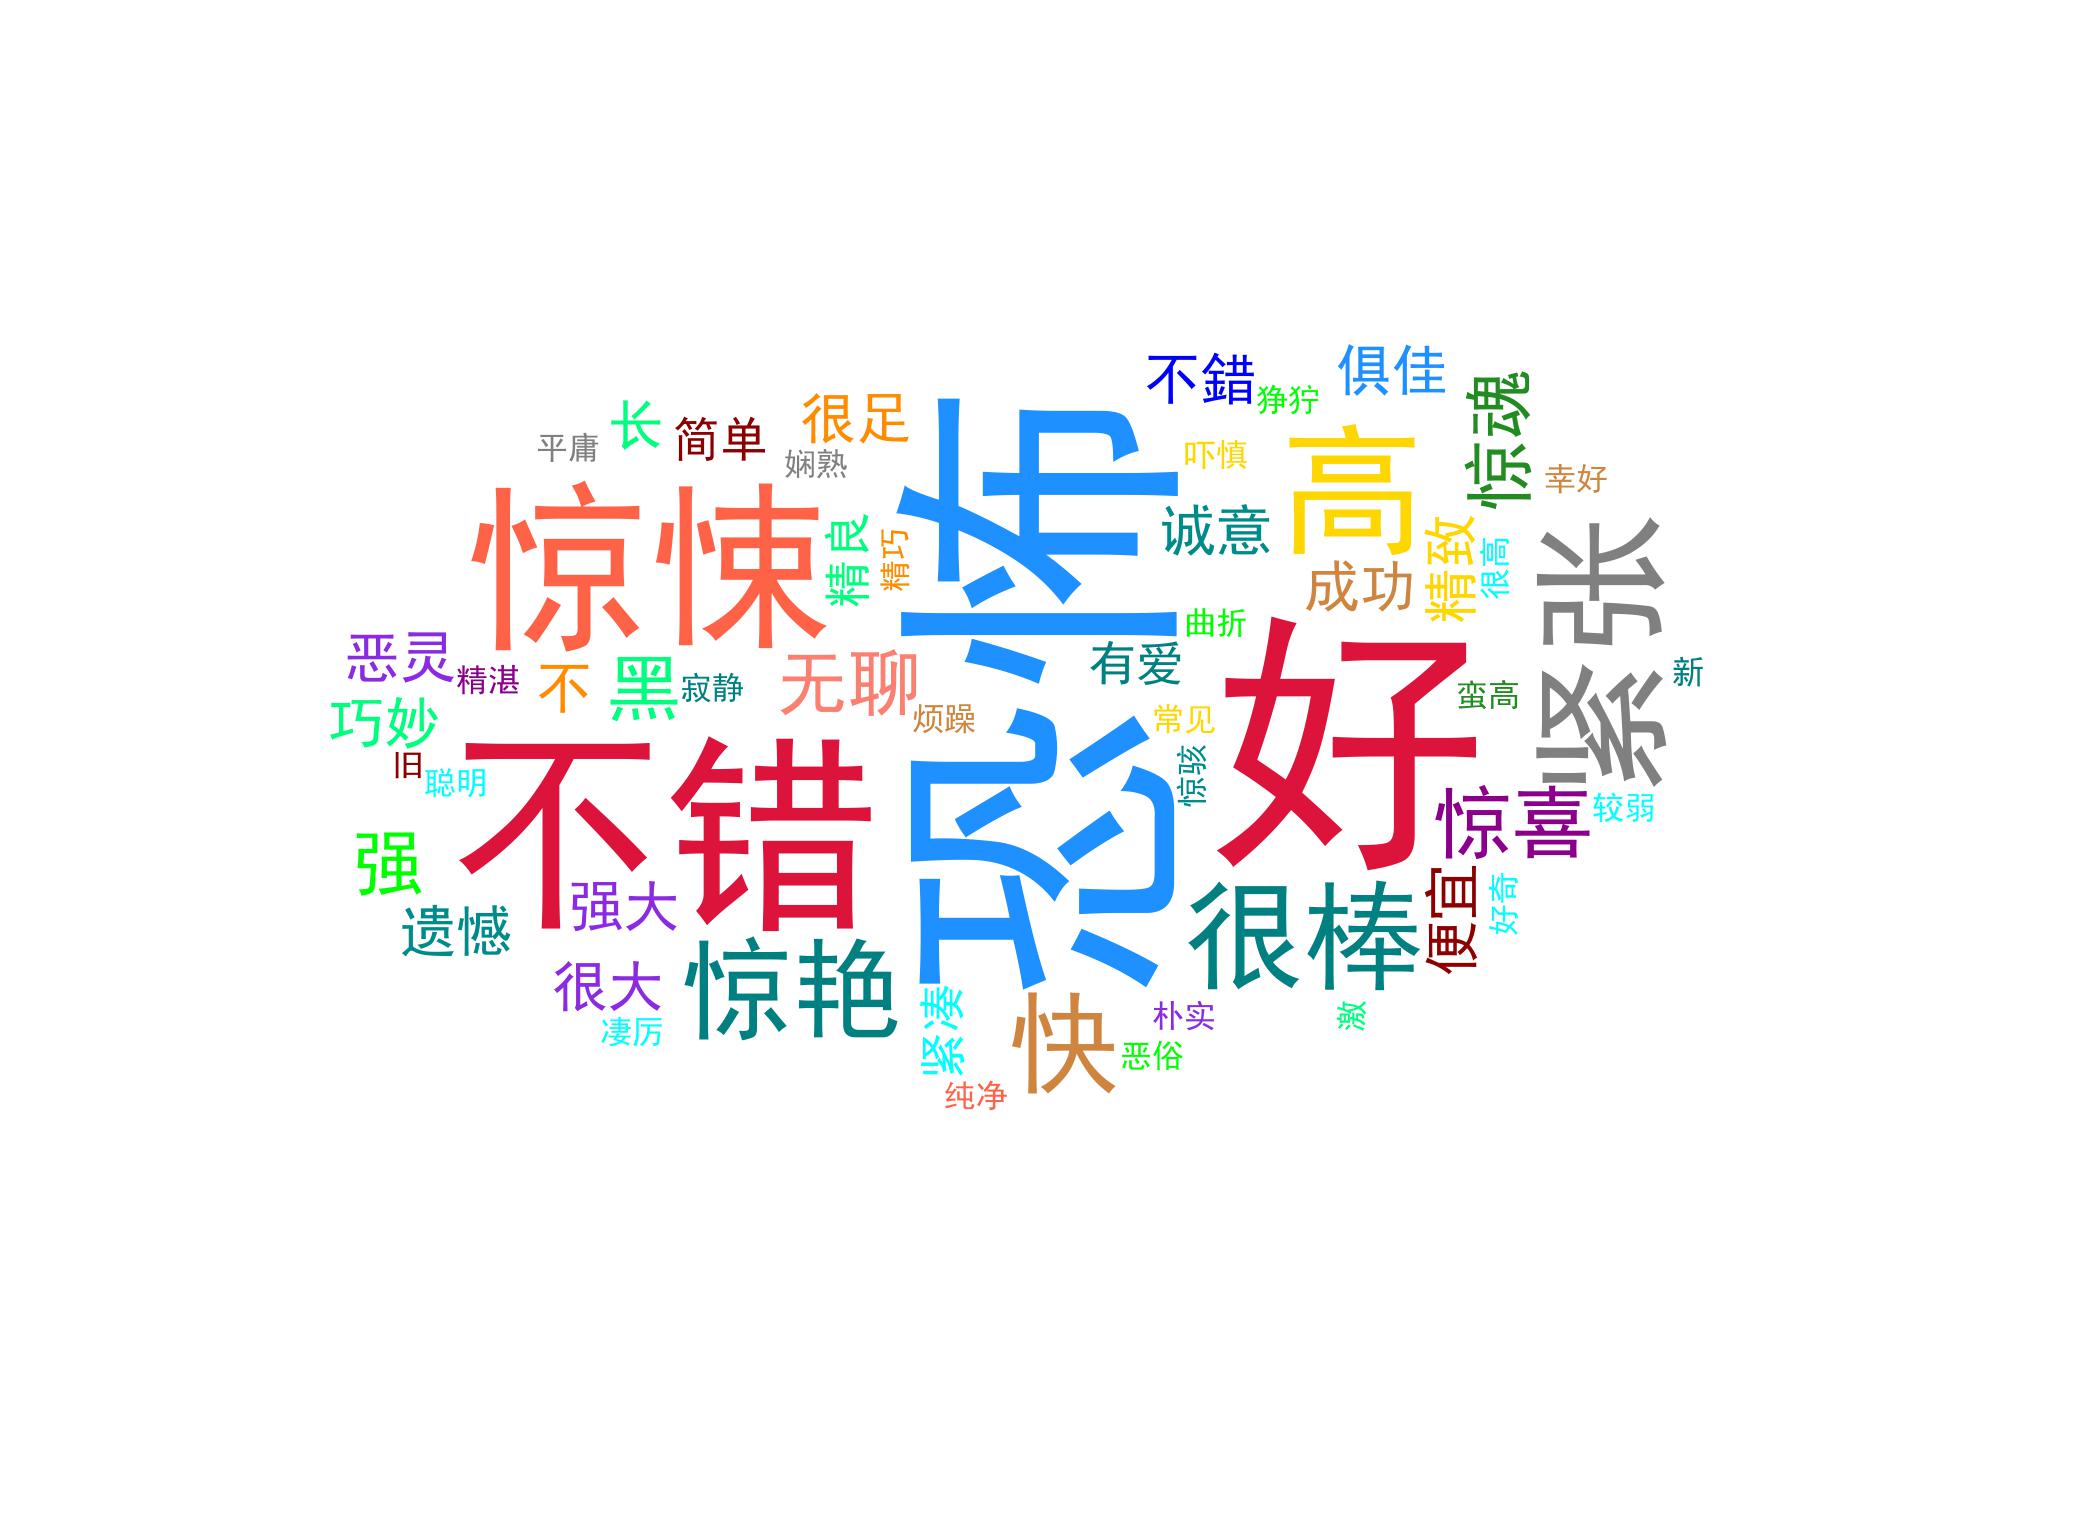 不錯
俱佳
狰狞
惊魂
很足
长
简单
平庸
娴熟
吓慎
高
幸好
恐怖
惊悚
精良
精巧
诚意
成功
精致
很高
紧张
恶灵
精湛
不
黑
寂静
无聊
曲折
有爱
好
蛮高
新
巧妙
烦躁
常见
旧
聪明
不错
惊骇
惊喜
较弱
强
强大
遗憾
很棒
便宜
好奇
很大
惊艳
凄厉
紧凑
快
朴实
激
恶俗
纯净